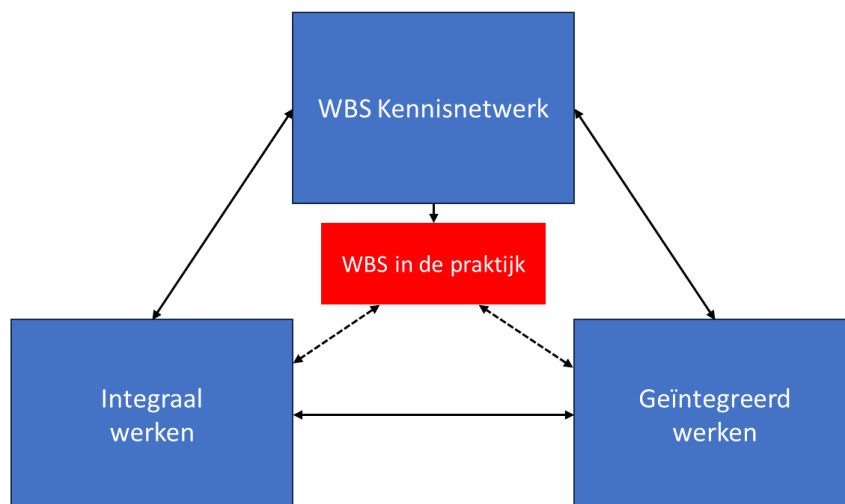 WBS Kennisnetwerk
WBS in de praktijk
Integraal
werken
Geïntegreerd
werken